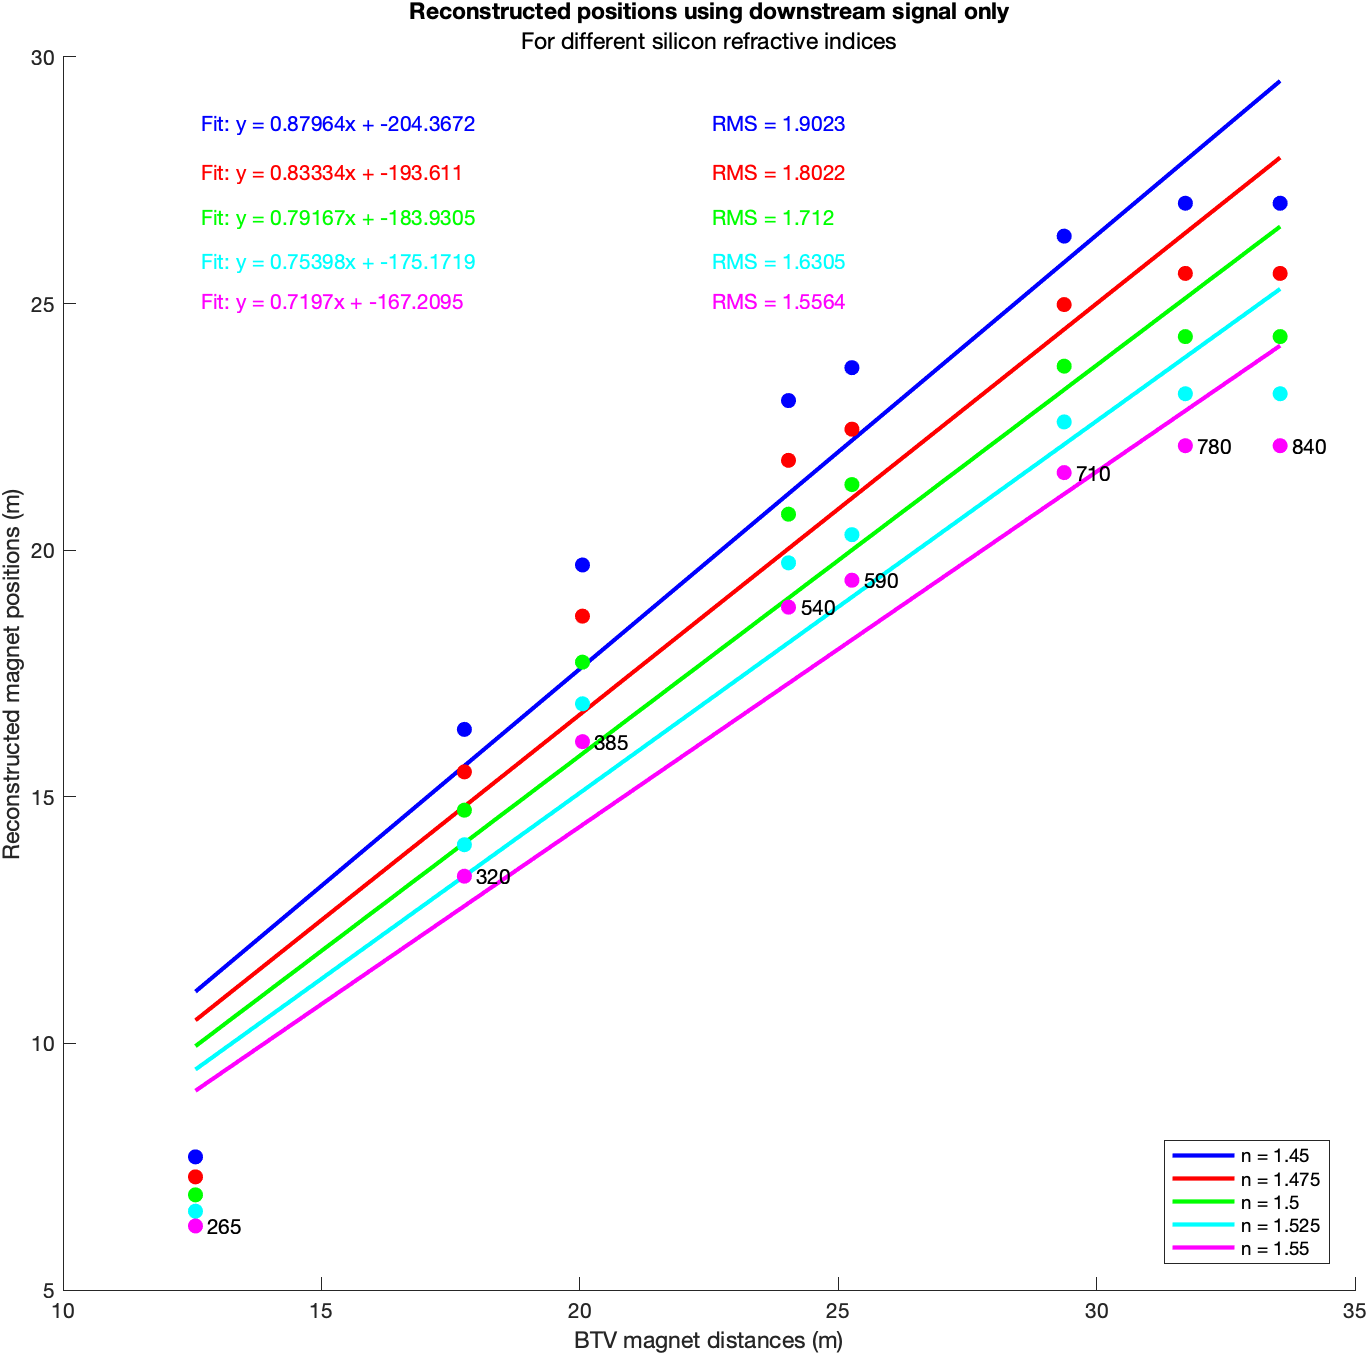 Reconstructed positions using downstream signal only
For different silicon refractive indices
Fit: y = 0.87964x + -204.3672
RMS = 1.9023
Fit: y = 0.83334x + -193.611
RMS = 1.8022
Fit: y = 0.79167x + -183.9305
RMS = 1.712
Fit: y = 0.75398x + -175.1719
RMS = 1.6305
Fit: y = 0.7197x + -167.2095
RMS = 1.5564
30
25
20
15
10
5
Reconstructed magnet positions (m)
265
320
385
540
590
710
780
840
n = 1.45
n = 1.475
n = 1.5
n = 1.525
n = 1.55
10
15
20
25
30
35
BTV magnet distances (m)